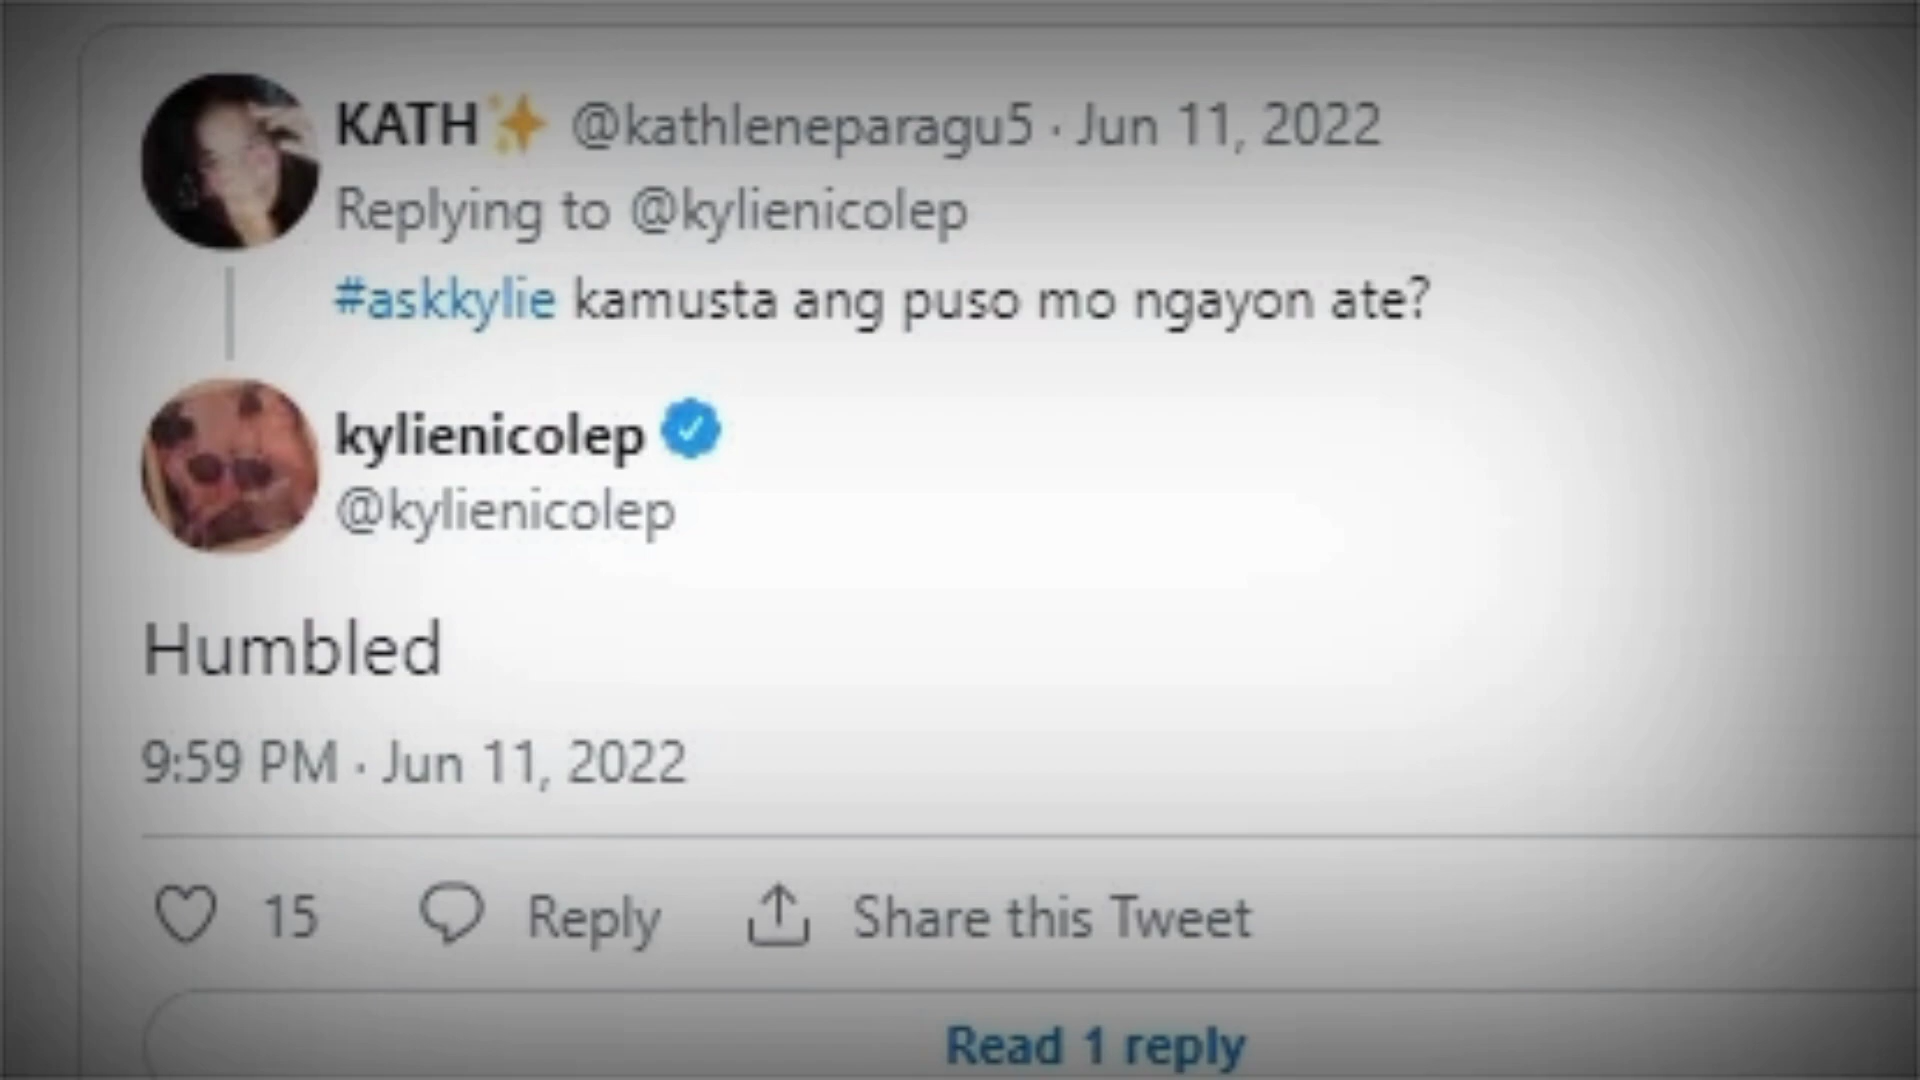 KATH✨ @kathleneparagu5 · Jun 11, 2022
Replying to @kylienicolep
#askkylie kamusta ang puso mo ngayon ate?
kylienicolep
@kylienicolep
Humbled
9:59 PM · Jun 11, 2022
15 Reply Share this Tweet
Read 1 reply